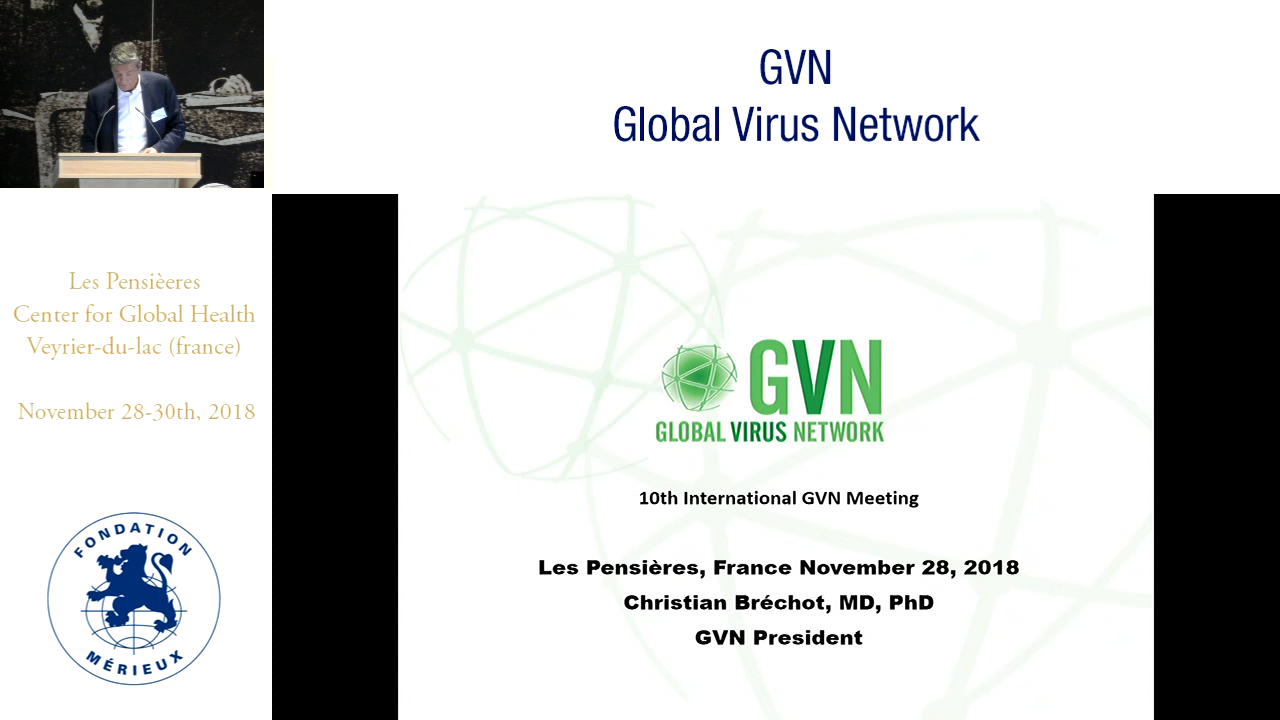 GVN
Global Virus Network
Les Pensièeres
Center for Global Health
Veyrier-du-lac (france)
November 28-30th, 2018
FONDATION
MÉRIEUX
GVN
GLOBAL VIRUS NETWORK
10th International GVN Meeting
Les Pensières, France November 28, 2018
Christian Bréchot, MD, PhD
GVN President